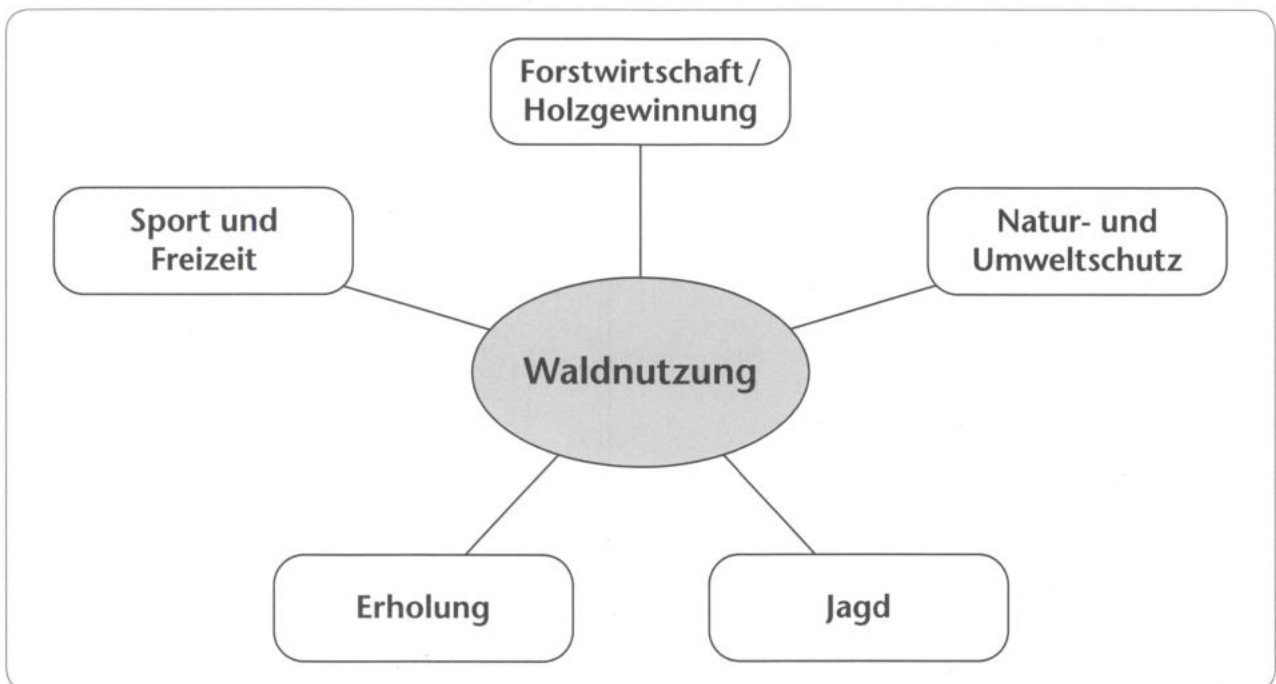 Forstwirtschaft/
Holzgewinnung
Sport und
Freizeit
Natur- und
Umweltschutz
Waldnutzung
Erholung
Jagd